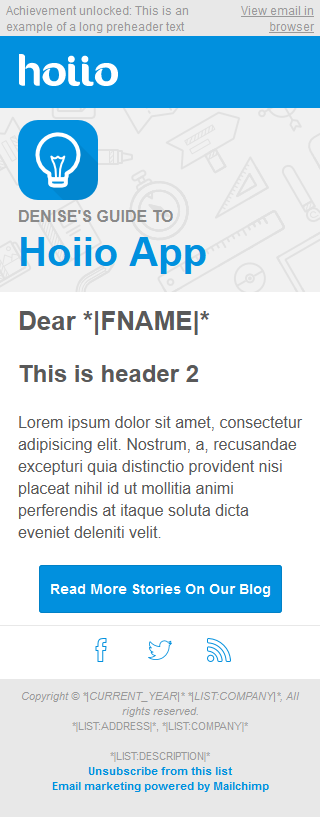 Achievement unlocked: This is an
example of a long preheader text
View email in
browser
hoiio
DENISE'S GUIDE TO
Hoiio App
Dear *|FNAME|*
This is header 2
Lorem ipsum dolor sit amet, consectetur
adipisicing elit. Nostrum, a, recusandae
excepturi quia distinctio provident nisi
placeat nihil id ut mollitia animi
perferendis at itaque soluta dicta
eveniet deleniti velit.
Read More Stories On Our Blog
Copyright © *|CURRENT_YEAR|* *|LIST:COMPANY|*, All
rights reserved.
*|LIST:ADDRESS|*, *|LIST:COMPANY|*
*|LIST:DESCRIPTION|*
Unsubscribe from this list
Email marketing powered by Mailchimp